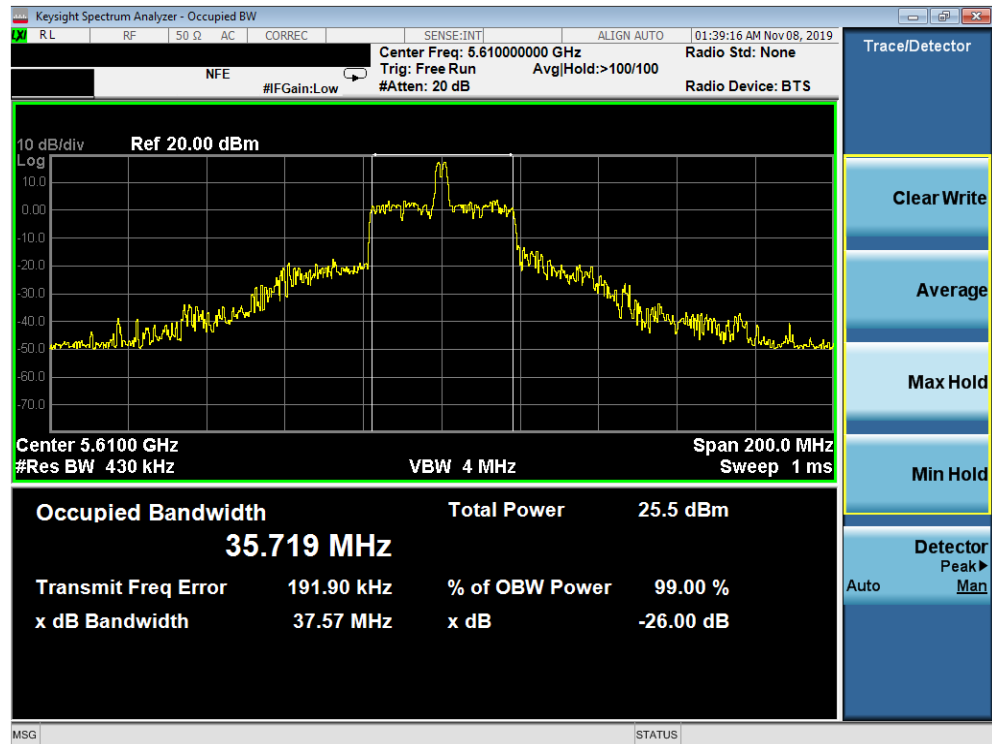 Keysight Spectrum Analyzer - Occupied BW
LXI RL RF 50 Ω AC CORREC SENSE:INT ALIGN AUTO 01:39:16 AM Nov 08, 2019
Center Freq: 5.610000000 GHz Radio Std: None
NFE Trig: Free Run Avg|Hold:>100/100
#IFGain:Low #Atten: 20 dB Radio Device: BTS
10 dB/div Ref 20.00 dBm
Log
10.0
0.00
-10.0
-20.0
-30.0
-40.0
-50.0
-60.0
-70.0
Center 5.6100 GHz Span 200.0 MHz
#Res BW 430 kHz VBW 4 MHz Sweep 1 ms
Occupied Bandwidth Total Power 25.5 dBm
35.719 MHz
Transmit Freq Error 191.90 kHz % of OBW Power 99.00 %
x dB Bandwidth 37.57 MHz x dB -26.00 dB
Trace/Detector
Clear Write
Average
Max Hold
Min Hold
Detector
Peak▶
Auto Man
MSG STATUS